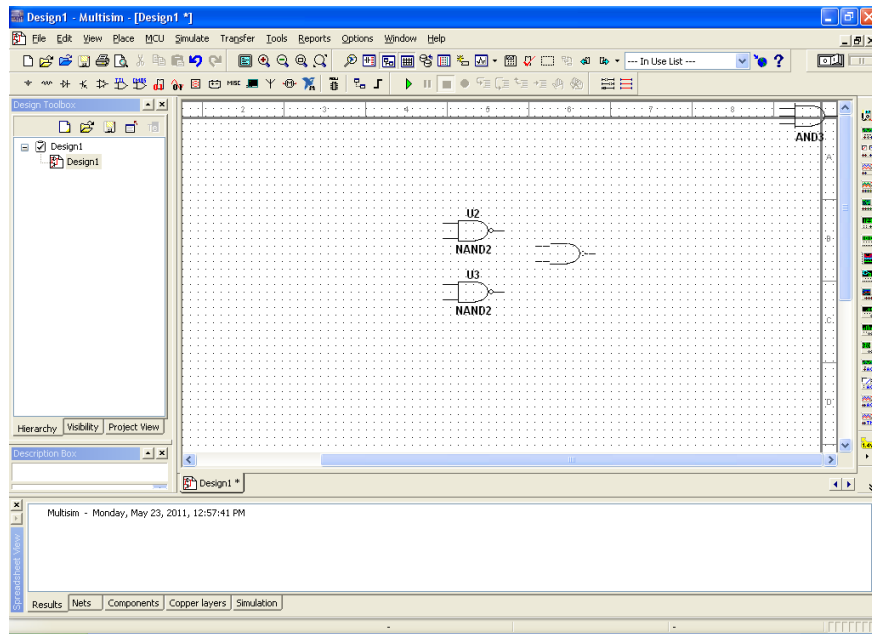 Design1 - Multisim - [Design1 *]
File Edit View Place MCU Simulate Transfer Tools Reports Options Window Help
--- In Use List ---
MISC
Design Toolbox
Design1
Design1
Hierarchy Visibility Project View
Description Box
2 3 4 5 6 7 8
AND3
A
U2
B
NAND2
U3
NAND2
C
D
Design1 *
Multisim - Monday, May 23, 2011, 12:57:41 PM
Spreadsheet View
Results Nets Components Copper layers Simulation
- -